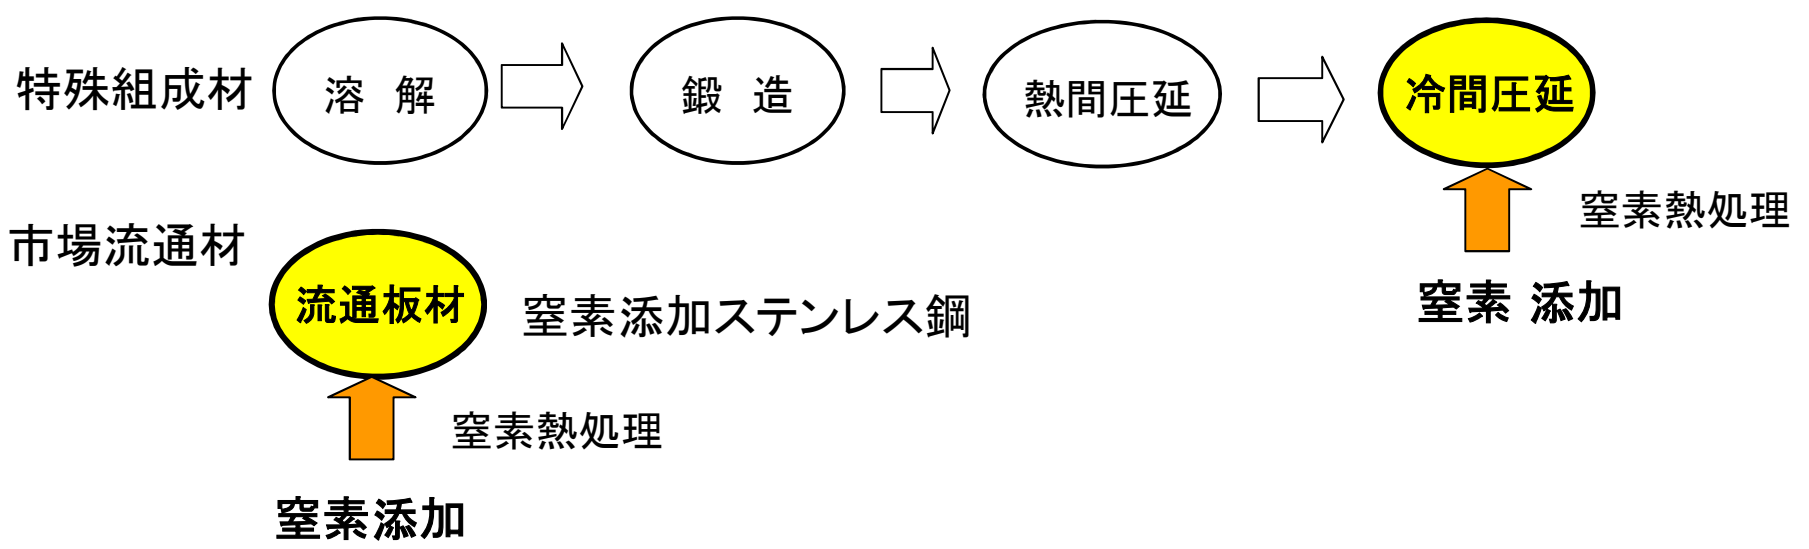 特殊組成材
溶 解
鍛 造
熱間圧延
冷間圧延
窒素熱処理
窒素 添加
市場流通材
流通板材
窒素添加ステンレス鋼
窒素熱処理
窒素添加